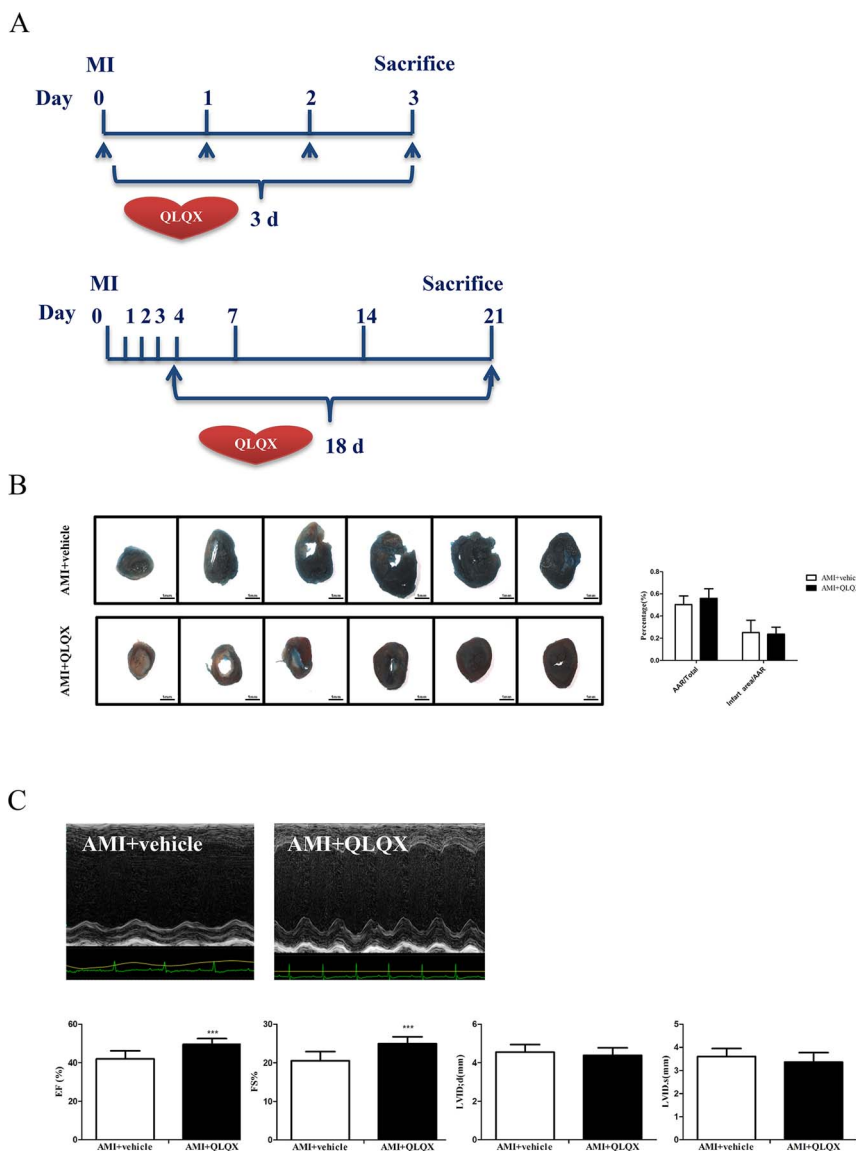 A
MI Sacrifice
Day 0 1 2 3
QLQX 3 d
MI Sacrifice
Day 0 1 2 3 4 7 14 21
QLQX 18 d
B
AMI+vehicle
AMI+QLQX
Percentage(%)
0.8
0.6
0.4
0.2
0.0
AAR/Total
Infart area/AAR
AMI+vehic
AMI+QLQ
C
AMI+vehicle
AMI+QLQX
EF (%)
60
40
20
0
***
AMI+vehicle AMI+QLQX
FS%
30
20
10
0
***
AMI+vehicle AMI+QLQX
LVID;d(mm)
6
4
2
0
AMI+vehicle AMI+QLQX
LVID.s(mm)
5
4
3
2
1
0
AMI+vehicle AMI+QLQX